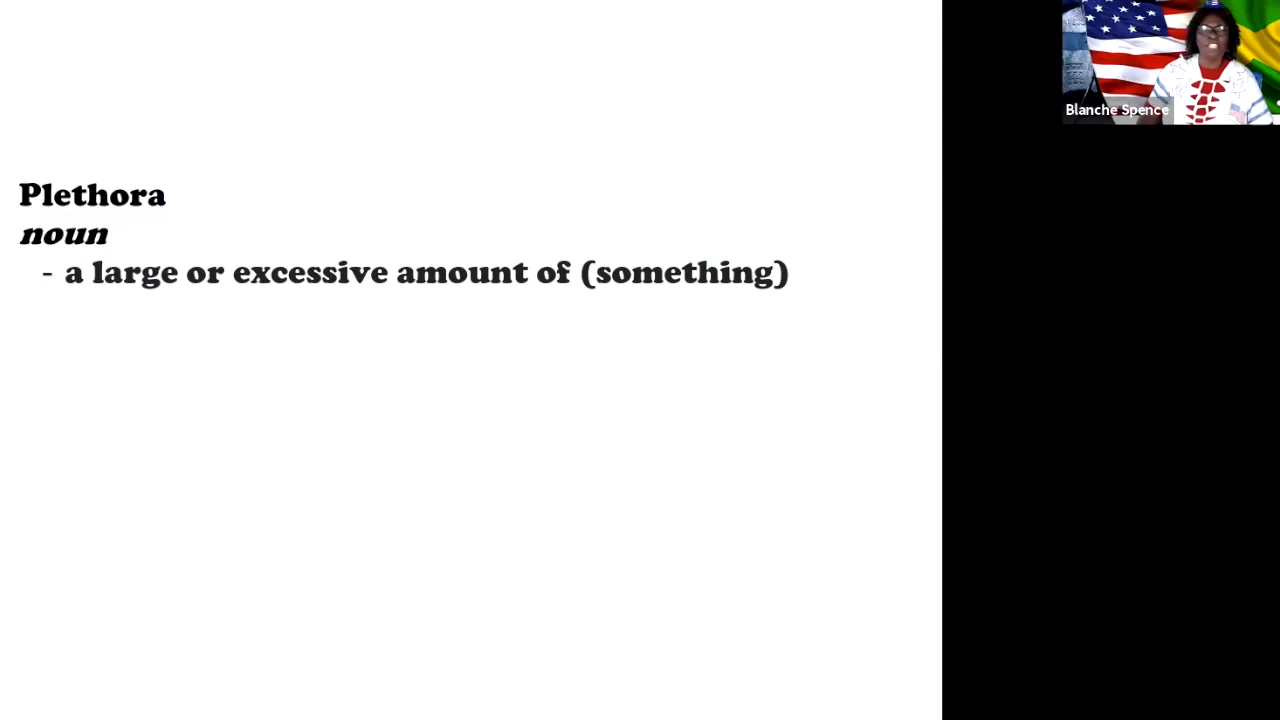 Plethora
noun
- a large or excessive amount of (something)
Blanche Spence